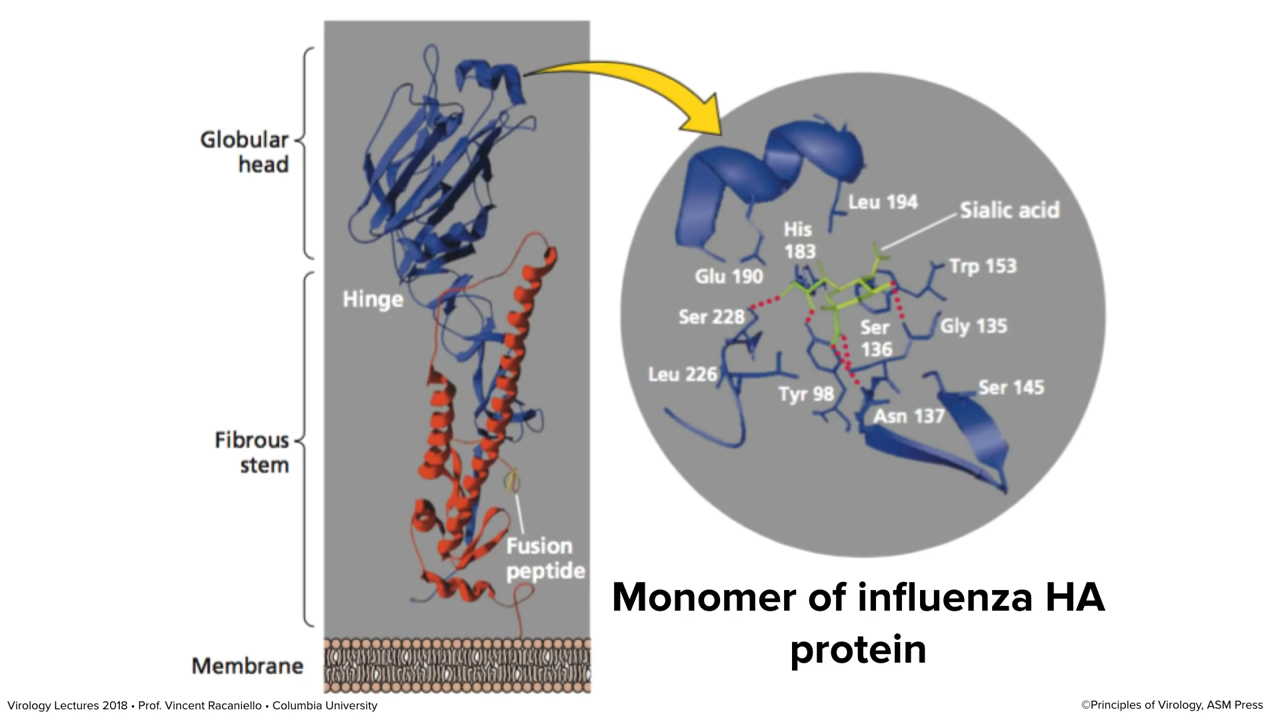 Globular
head
Hinge
Fibrous
stem
Fusion
peptide
Membrane
Leu 194
Sialic acid
His
183
Glu 190
Trp 153
Ser 228
Ser
136
Gly 135
Leu 226
Tyr 98
Ser 145
Asn 137
Monomer of influenza HA
protein
Virology Lectures 2018 • Prof. Vincent Racaniello • Columbia University
©Principles of Virology, ASM Press